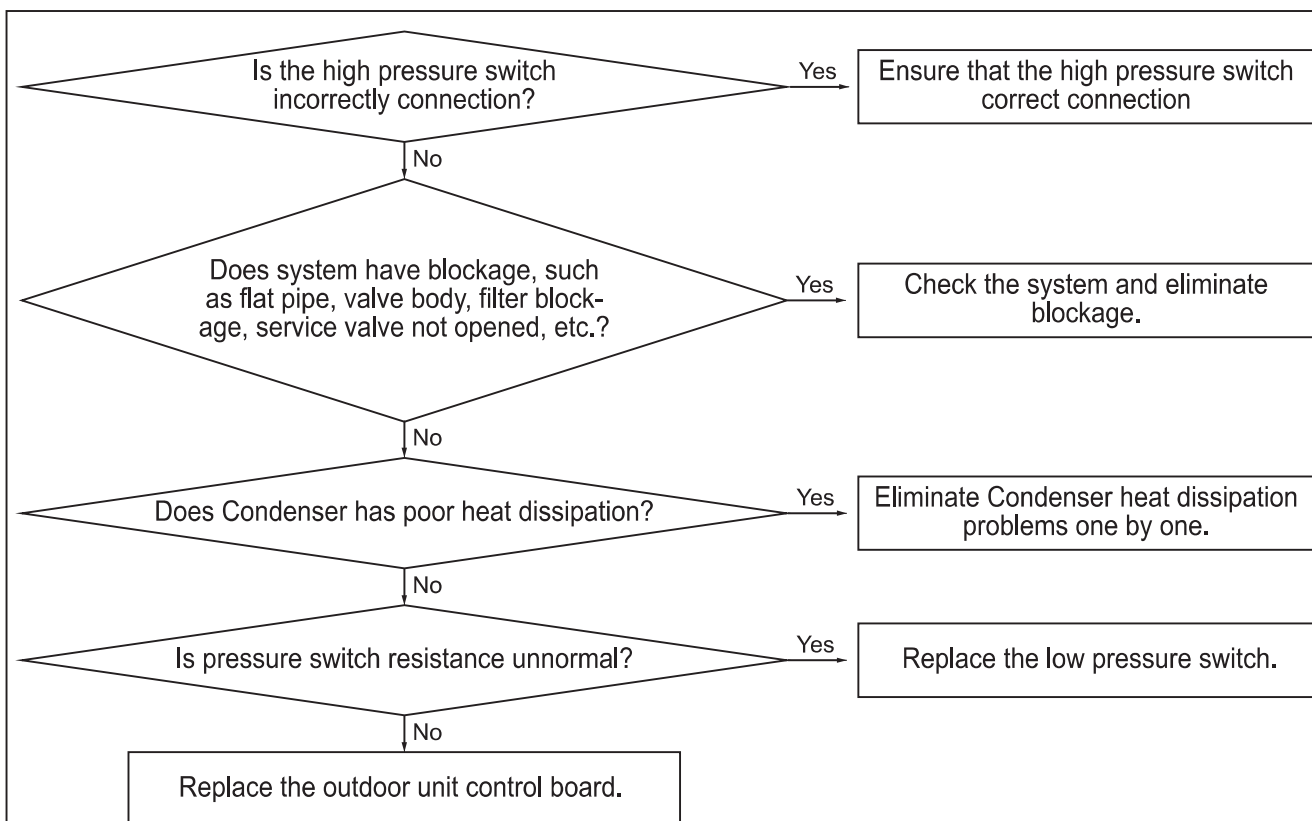 Is the high pressure switch
incorrectly connection?
Yes
Ensure that the high pressure switch
correct connection
No
Does system have blockage, such
as flat pipe, valve body, filter block-
age, service valve not opened, etc.?
Yes
Check the system and eliminate
blockage.
No
Does Condenser has poor heat dissipation?
Yes
Eliminate Condenser heat dissipation
problems one by one.
No
Is pressure switch resistance unnormal?
Yes
Replace the low pressure switch.
No
Replace the outdoor unit control board.